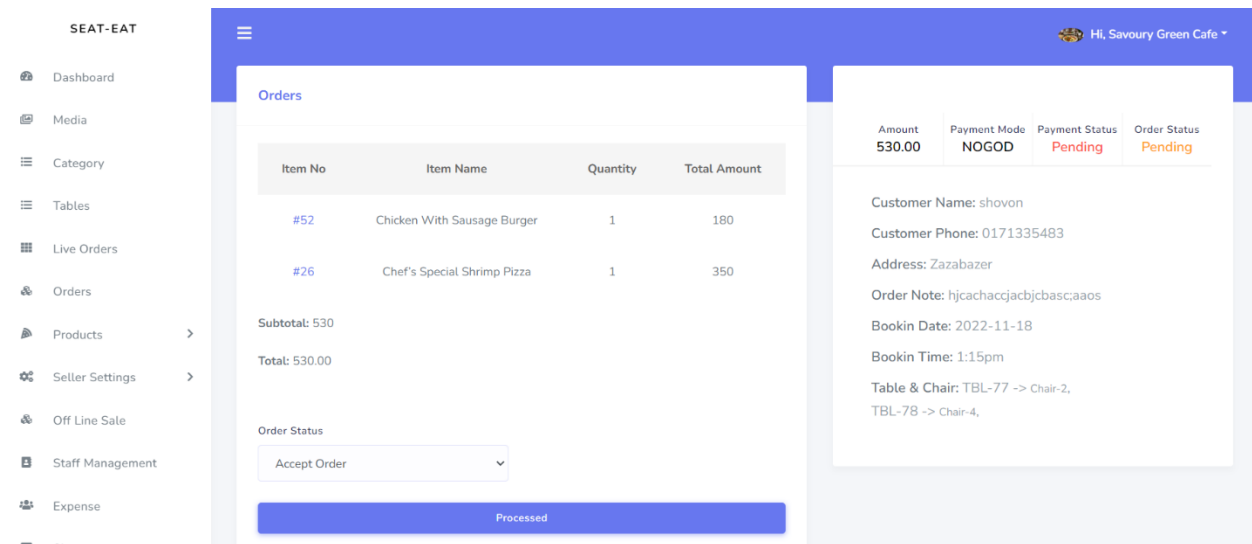 SEAT-EAT
Dashboard
Media
Category
Tables
Live Orders
Orders
Products
Seller Settings
Off Line Sale
Staff Management
Expense
Hi, Savoury Green Cafe
Orders
Item No Item Name Quantity Total Amount
#52 Chicken With Sausage Burger 1 180
#26 Chef's Special Shrimp Pizza 1 350
Subtotal: 530
Total: 530.00
Order Status
Accept Order
Processed
Amount Payment Mode Payment Status Order Status
530.00 NOGOD Pending Pending
Customer Name: shovon
Customer Phone: 0171335483
Address: Zazabazer
Order Note: hjcachaccjacbjcbasc;aaos
Bookin Date: 2022-11-18
Bookin Time: 1:15pm
Table & Chair: TBL-77 -> Chair-2,
TBL-78 -> Chair-4,